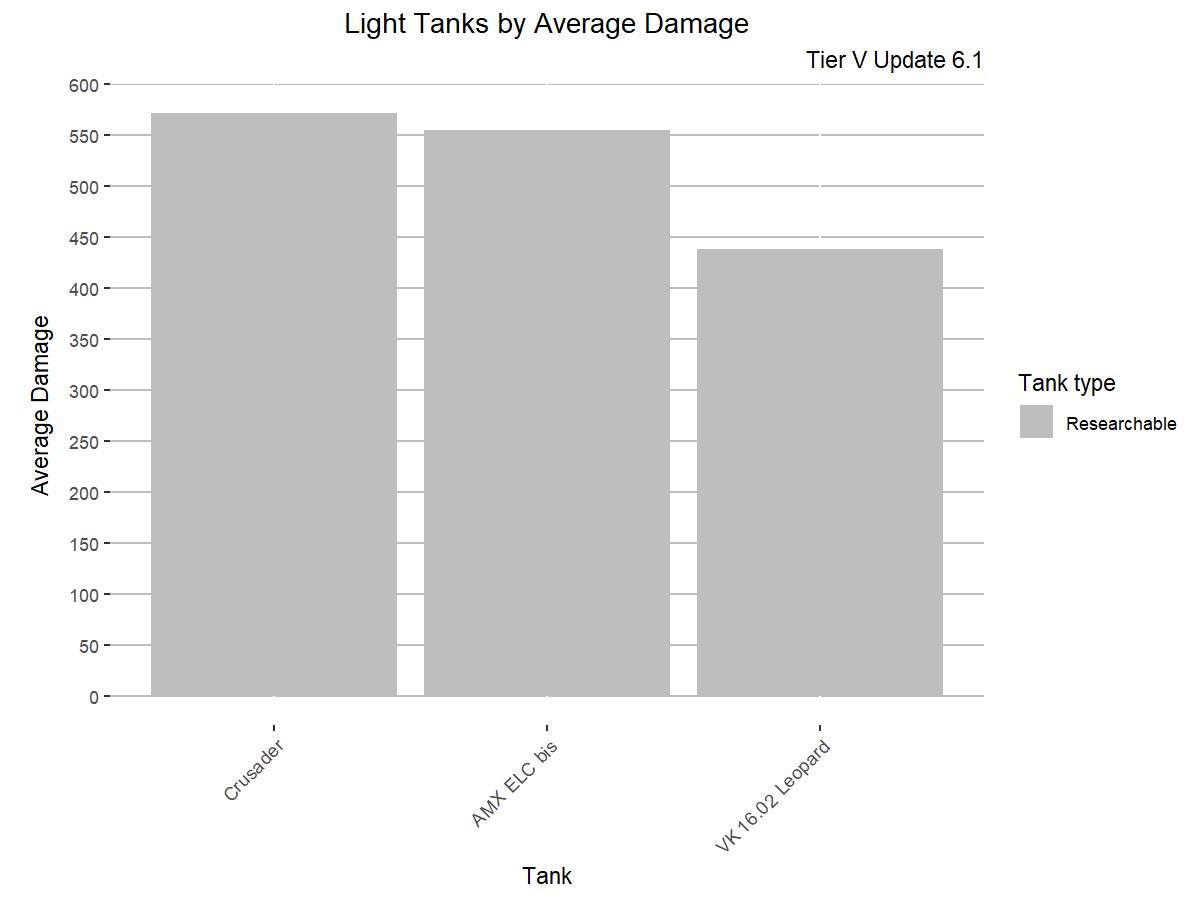 Light Tanks by Average Damage
Tier V Update 6.1
600
550
500
450
400
350
300
250
200
150
100
50
0
Average Damage
Crusader
AMX ELC bis
VK 16.02 Leopard
Tank
Tank type
Researchable